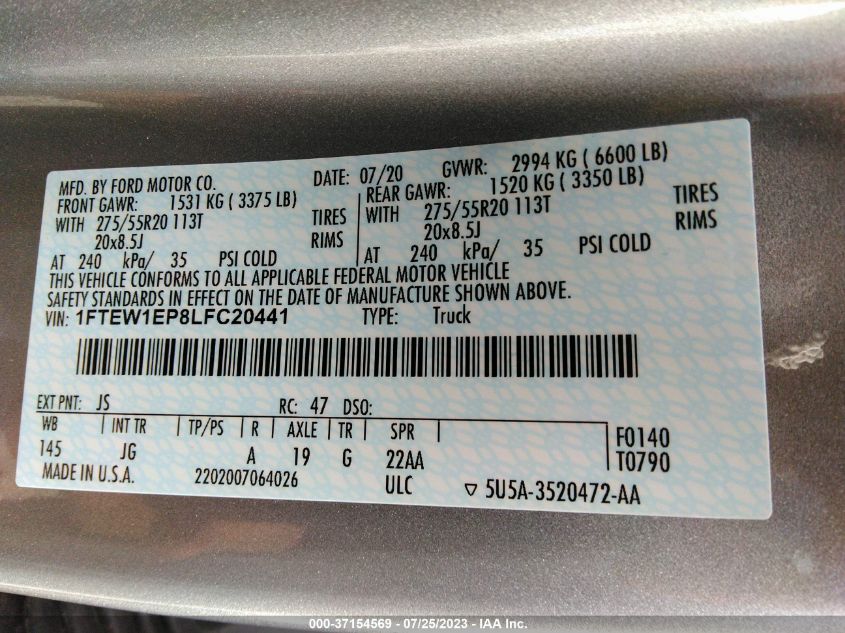 MFD. BY FORD MOTOR CO. DATE: 07/20 GVWR: 2994 KG ( 6600 LB)
FRONT GAWR: 1531 KG ( 3375 LB) REAR GAWR: 1520 KG ( 3350 LB)
WITH 275/55R20 113T TIRES WITH 275/55R20 113T TIRES
20x8.5J RIMS 20x8.5J RIMS
AT 240 kPa/ 35 PSI COLD AT 240 kPa/ 35 PSI COLD
THIS VEHICLE CONFORMS TO ALL APPLICABLE FEDERAL MOTOR VEHICLE
SAFETY STANDARDS IN EFFECT ON THE DATE OF MANUFACTURE SHOWN ABOVE.
VIN: 1FTEW1EP8LFC20441 TYPE: Truck
EXT PNT: JS RC: 47 DSO:
WB INT TR TP/PS R AXLE TR SPR F0140
145 JG A 19 G 22AA T0790
MADE IN U.S.A. 2202007064026 ULC ▽ 5U5A-3520472-AA
000-37154569 - 07/25/2023 - IAA Inc.